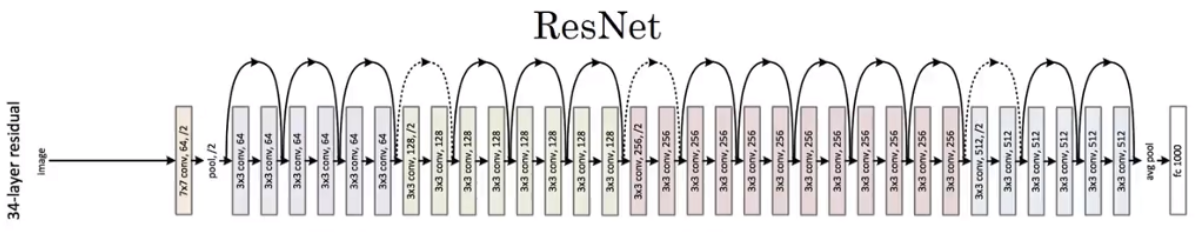 ResNet
34-layer residual
image
7x7 conv, 64, /2
pool, /2
3x3 conv, 64
3x3 conv, 64
3x3 conv, 64
3x3 conv, 64
3x3 conv, 64
3x3 conv, 64
3x3 conv, 128, /2
3x3 conv, 128
3x3 conv, 128
3x3 conv, 128
3x3 conv, 128
3x3 conv, 128
3x3 conv, 128
3x3 conv, 128
3x3 conv, 256, /2
3x3 conv, 256
3x3 conv, 256
3x3 conv, 256
3x3 conv, 256
3x3 conv, 256
3x3 conv, 256
3x3 conv, 256
3x3 conv, 256
3x3 conv, 256
3x3 conv, 256
3x3 conv, 256
3x3 conv, 512, /2
3x3 conv, 512
3x3 conv, 512
3x3 conv, 512
3x3 conv, 512
3x3 conv, 512
avg pool
fc 1000